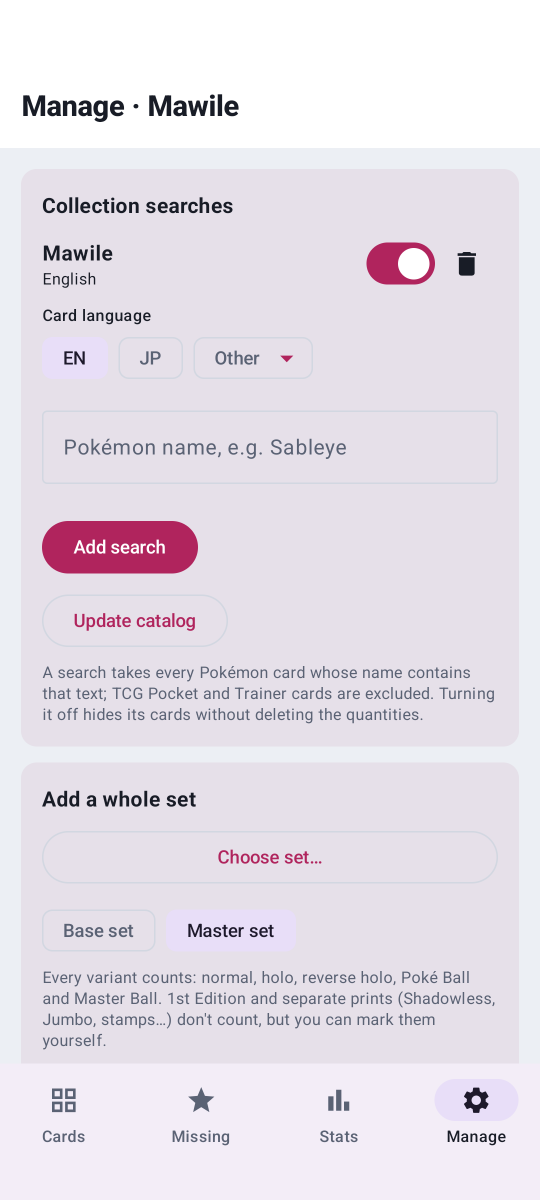 Manage · Mawile
Collection searches
Mawile
English
Card language
EN
JP
Other
Pokémon name, e.g. Sableye
Add search
Update catalog
A search takes every Pokémon card whose name contains
that text; TCG Pocket and Trainer cards are excluded. Turning
it off hides its cards without deleting the quantities.
Add a whole set
Choose set…
Base set
Master set
Every variant counts: normal, holo, reverse holo, Poké Ball
and Master Ball. 1st Edition and separate prints (Shadowless,
Jumbo, stamps…) don't count, but you can mark them
yourself.
Cards
Missing
Stats
Manage